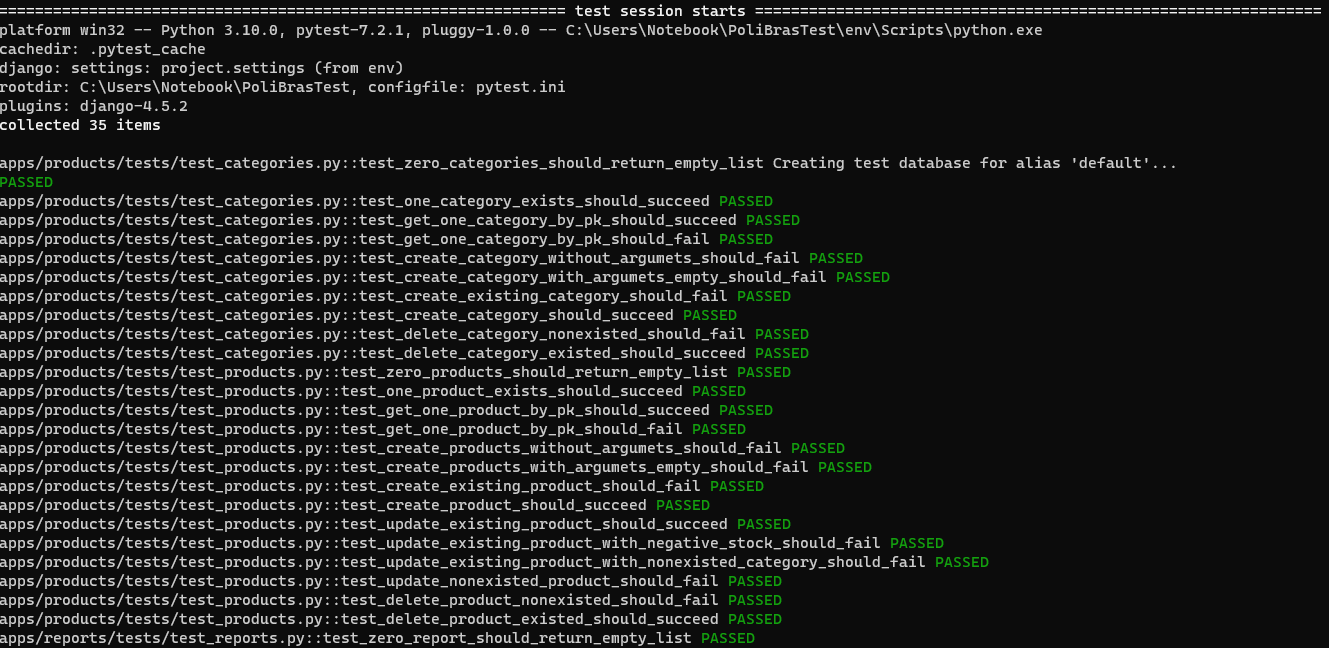 =============================================================== test session starts ===============================================================
platform win32 -- Python 3.10.0, pytest-7.2.1, pluggy-1.0.0 -- C:\Users\Notebook\PoliBrasTest\env\Scripts\python.exe
cachedir: .pytest_cache
django: settings: project.settings (from env)
rootdir: C:\Users\Notebook\PoliBrasTest, configfile: pytest.ini
plugins: django-4.5.2
collected 35 items
apps/products/tests/test_categories.py::test_zero_categories_should_return_empty_list Creating test database for alias 'default'...
PASSED
apps/products/tests/test_categories.py::test_one_category_exists_should_succeed PASSED
apps/products/tests/test_categories.py::test_get_one_category_by_pk_should_succeed PASSED
apps/products/tests/test_categories.py::test_get_one_category_by_pk_should_fail PASSED
apps/products/tests/test_categories.py::test_create_category_without_argumets_should_fail PASSED
apps/products/tests/test_categories.py::test_create_category_with_argumets_empty_should_fail PASSED
apps/products/tests/test_categories.py::test_create_existing_category_should_fail PASSED
apps/products/tests/test_categories.py::test_create_category_should_succeed PASSED
apps/products/tests/test_categories.py::test_delete_category_nonexisted_should_fail PASSED
apps/products/tests/test_categories.py::test_delete_category_existed_should_succeed PASSED
apps/products/tests/test_products.py::test_zero_products_should_return_empty_list PASSED
apps/products/tests/test_products.py::test_one_product_exists_should_succeed PASSED
apps/products/tests/test_products.py::test_get_one_product_by_pk_should_succeed PASSED
apps/products/tests/test_products.py::test_get_one_product_by_pk_should_fail PASSED
apps/products/tests/test_products.py::test_create_products_without_argumets_should_fail PASSED
apps/products/tests/test_products.py::test_create_products_with_argumets_empty_should_fail PASSED
apps/products/tests/test_products.py::test_create_existing_product_should_fail PASSED
apps/products/tests/test_products.py::test_create_product_should_succeed PASSED
apps/products/tests/test_products.py::test_update_existing_product_should_succeed PASSED
apps/products/tests/test_products.py::test_update_existing_product_with_negative_stock_should_fail PASSED
apps/products/tests/test_products.py::test_update_existing_product_with_nonexisted_category_should_fail PASSED
apps/products/tests/test_products.py::test_update_nonexisted_product_should_fail PASSED
apps/products/tests/test_products.py::test_delete_product_nonexisted_should_fail PASSED
apps/products/tests/test_products.py::test_delete_product_existed_should_succeed PASSED
apps/reports/tests/test_reports.py::test_zero_report_should_return_empty_list PASSED